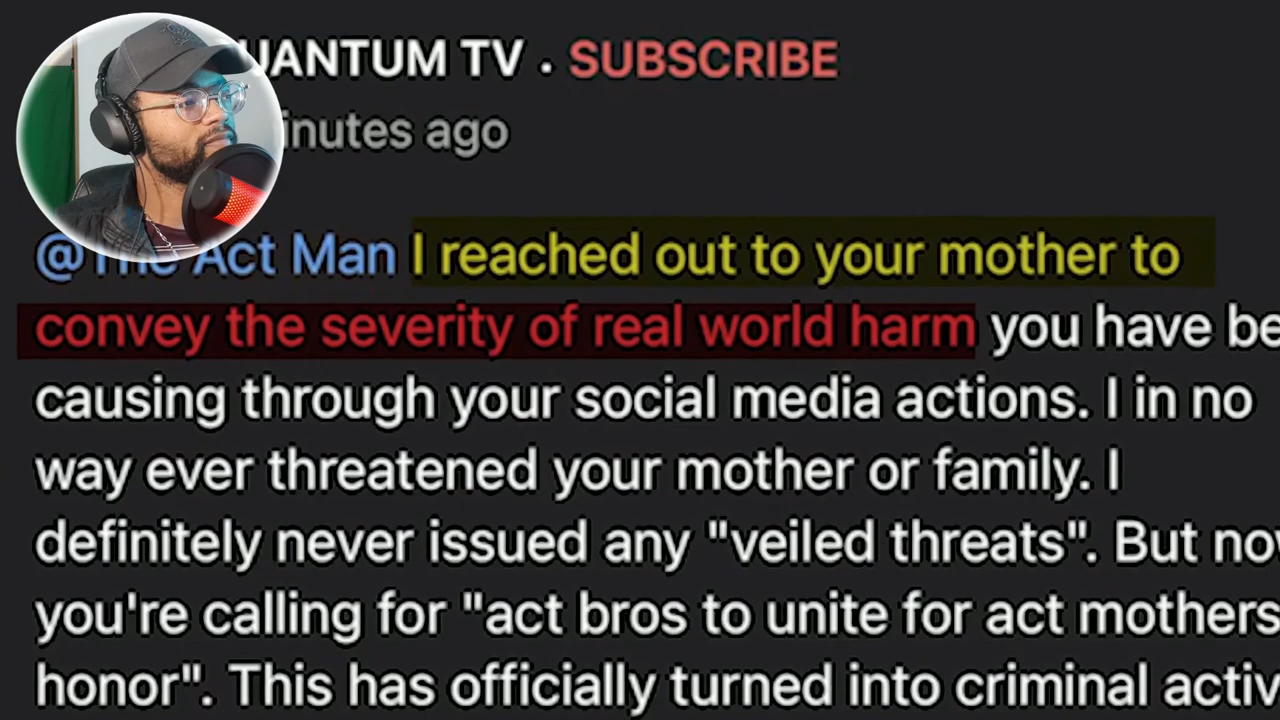 UANTUM TV · SUBSCRIBE
inutes ago
@The Act Man I reached out to your mother to
convey the severity of real world harm you have be
causing through your social media actions. I in no
way ever threatened your mother or family. I
definitely never issued any "veiled threats". But no
you're calling for "act bros to unite for act mothers
honor". This has officially turned into criminal activ